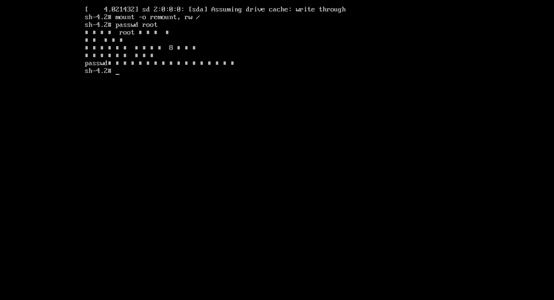 [    4.021432] sd 2:0:0:0: [sda] Assuming drive cache: write through
sh-4.2# mount -o remount, rw /
sh-4.2# passwd root
▪ ▪ ▪ ▪  root ▪ ▪ ▪  ▪
▪ ▪  ▪ ▪ ▪
▪ ▪ ▪ ▪ ▪ ▪  ▪ ▪ ▪ ▪  8 ▪ ▪ ▪
▪ ▪ ▪ ▪ ▪ ▪  ▪ ▪ ▪
passwd▪ ▪ ▪ ▪ ▪ ▪ ▪ ▪ ▪ ▪ ▪ ▪ ▪ ▪ ▪ ▪ ▪
sh-4.2# _